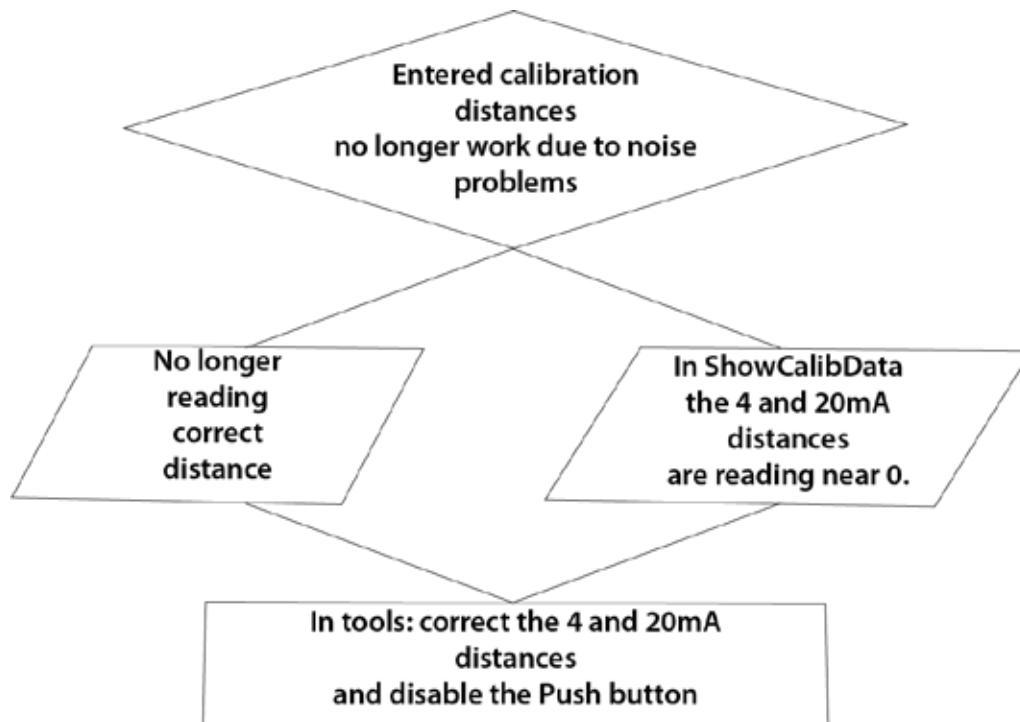 Entered calibration
distances
no longer work due to noise
problems
No longer
reading
correct
distance
In ShowCalibData
the 4 and 20mA
distances
are reading near 0.
In tools: correct the 4 and 20mA
distances
and disable the Push button